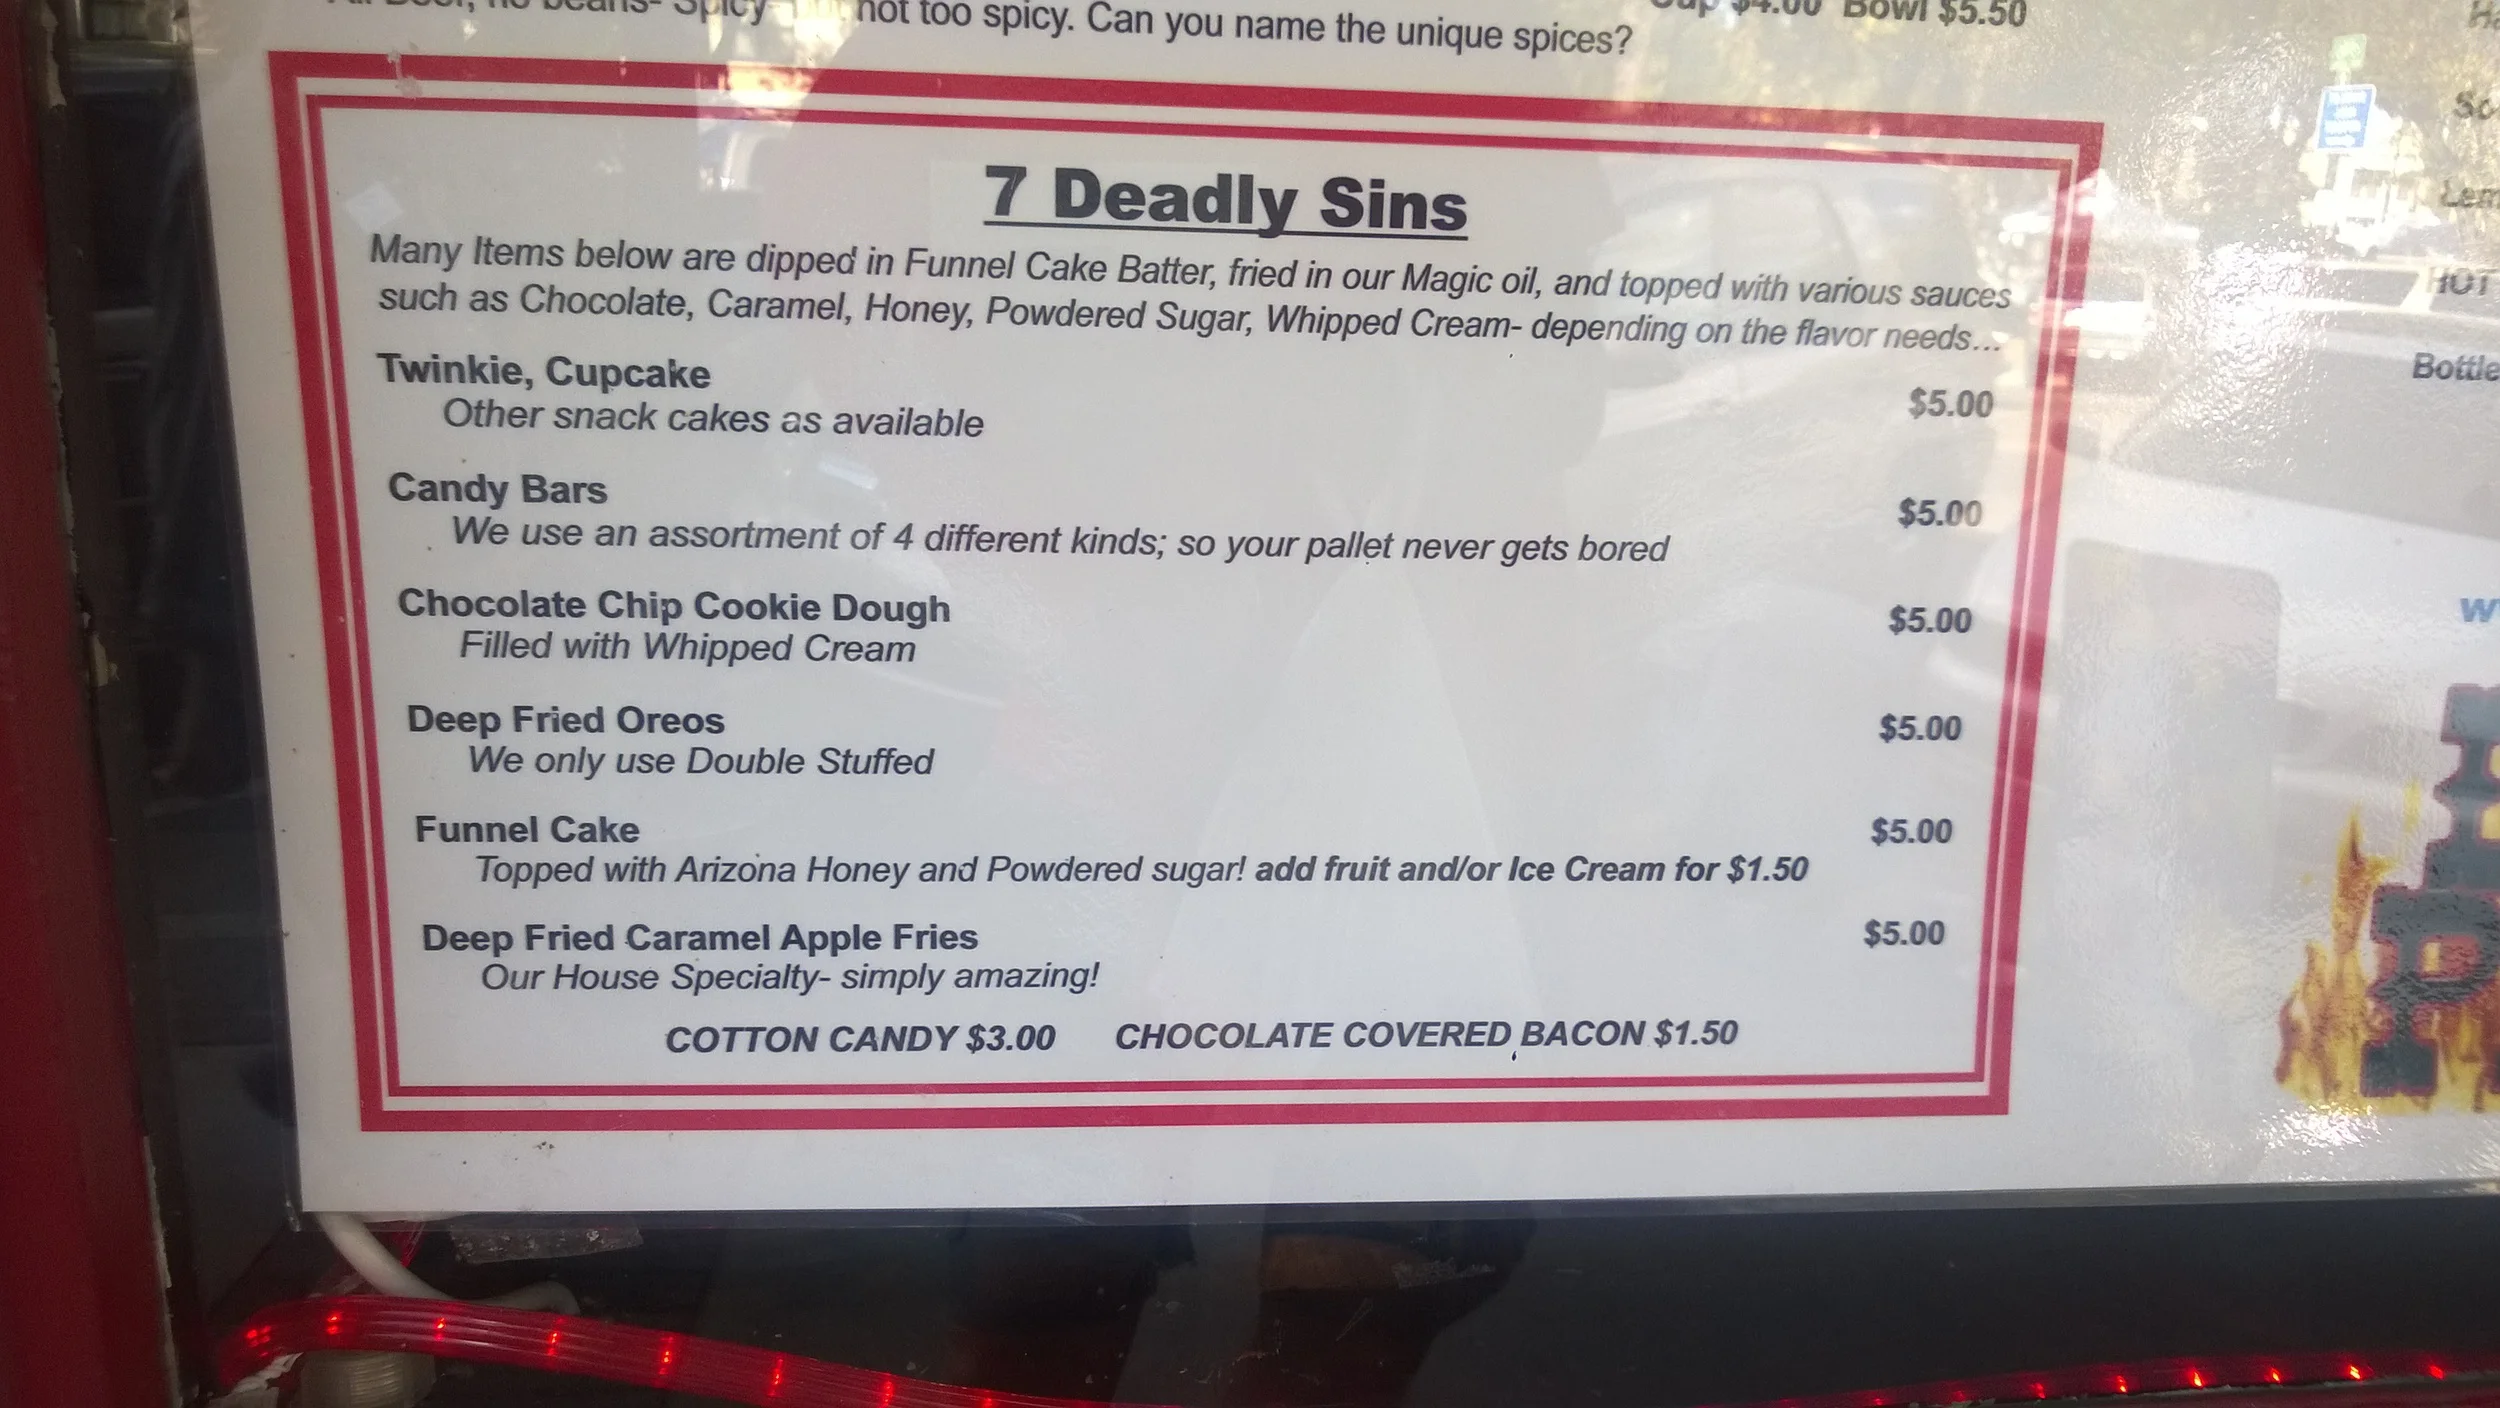 not too spicy. Can you name the unique spices?
Bowl $5.50
7 Deadly Sins
Many Items below are dipped in Funnel Cake Batter, fried in our Magic oil, and topped with various sauces
such as Chocolate, Caramel, Honey, Powdered Sugar, Whipped Cream- depending on the flavor needs...
Twinkie, Cupcake $5.00
Other snack cakes as available
Candy Bars $5.00
We use an assortment of 4 different kinds; so your pallet never gets bored
Chocolate Chip Cookie Dough $5.00
Filled with Whipped Cream
Deep Fried Oreos $5.00
We only use Double Stuffed
Funnel Cake $5.00
Topped with Arizona Honey and Powdered sugar! add fruit and/or Ice Cream for $1.50
Deep Fried Caramel Apple Fries $5.00
Our House Specialty- simply amazing!
COTTON CANDY $3.00 CHOCOLATE COVERED BACON $1.50
HOT
Bottle